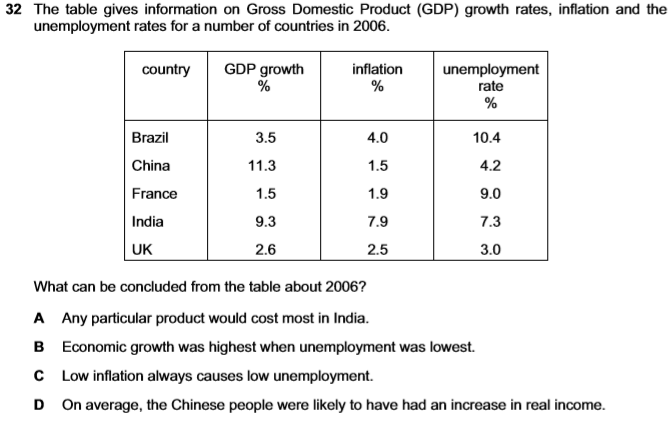 32 The table gives information on Gross Domestic Product (GDP) growth rates, inflation and the
unemployment rates for a number of countries in 2006.
country GDP growth % inflation % unemployment rate %
Brazil 3.5 4.0 10.4
China 11.3 1.5 4.2
France 1.5 1.9 9.0
India 9.3 7.9 7.3
UK 2.6 2.5 3.0
What can be concluded from the table about 2006?
A Any particular product would cost most in India.
B Economic growth was highest when unemployment was lowest.
C Low inflation always causes low unemployment.
D On average, the Chinese people were likely to have had an increase in real income.